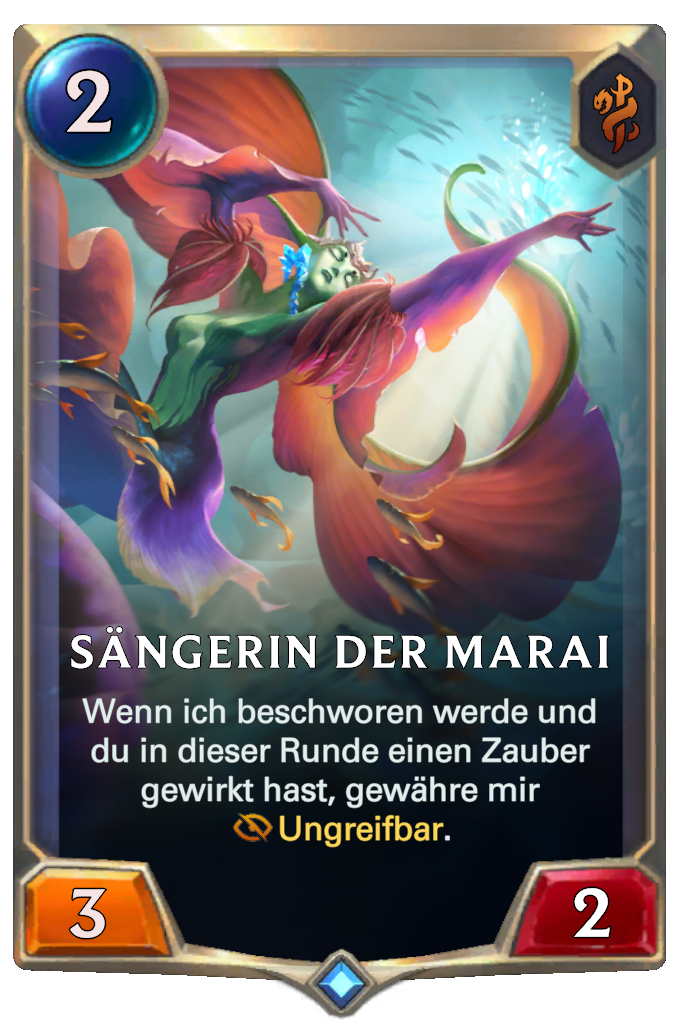 2
SÄNGERIN DER MARAI
Wenn ich beschworen werde und
du in dieser Runde einen Zauber
gewirkt hast, gewähre mir
Ungreifbar.
3
2